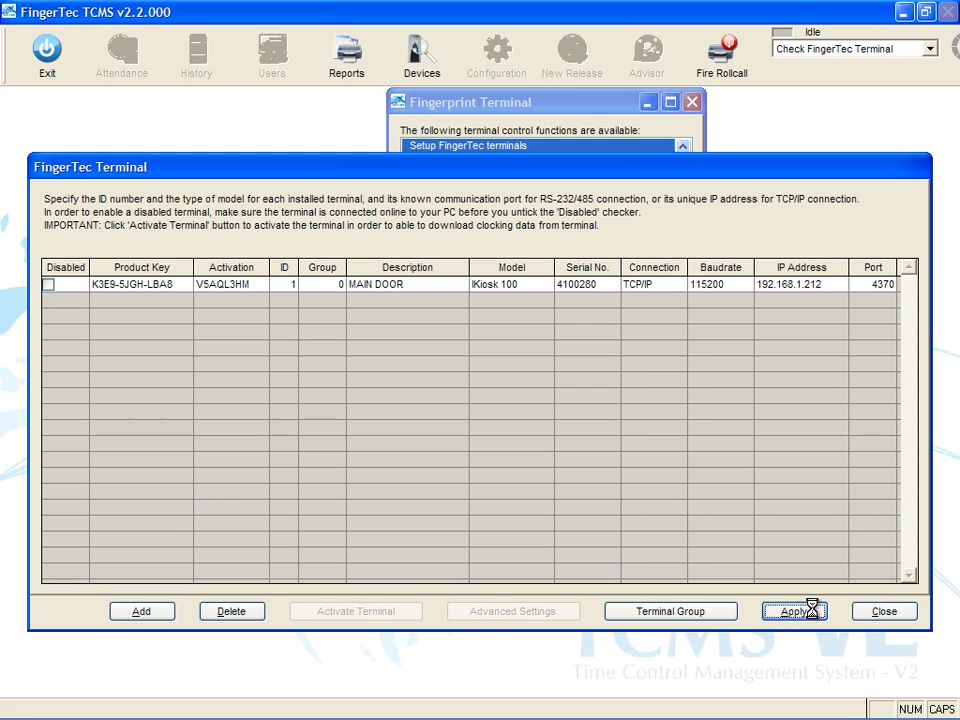 FingerTec TCMS v2.2.000
Idle
Check FingerTec Terminal
Exit
Attendance
History
Users
Reports
Devices
Configuration
New Release
Advisor
Fire Rollcall
Fingerprint Terminal
The following terminal control functions are available:
Setup FingerTec terminals
FingerTec Terminal
Specify the ID number and the type of model for each installed terminal, and its known communication port for RS-232/485 connection, or its unique IP address for TCP/IP connection.
In order to enable a disabled terminal, make sure the terminal is connected online to your PC before you untick the 'Disabled' checker.
IMPORTANT: Click 'Activate Terminal' button to activate the terminal in order to able to download clocking data from terminal.
Disabled Product Key Activation ID Group Description Model Serial No. Connection Baudrate IP Address Port
K3E9-5JGH-LBA8 V5AQL3HM 1 0 MAIN DOOR IKiosk 100 4100280 TCP/IP 115200 192.168.1.212 4370
Add Delete Activate Terminal Advanced Settings Terminal Group Apply Close
TCMS V2
Time Control Management System - V2
NUM CAPS